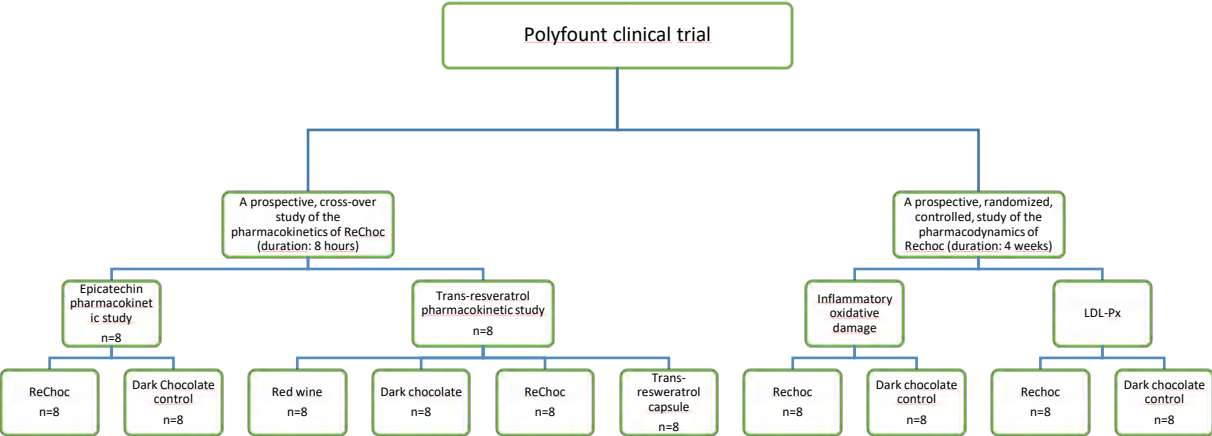 Polyfount clinical trial
A prospective, cross-over
study of the
pharmacokinetics of ReChoc
(duration: 8 hours)
A prospective, randomized,
controlled, study of the
pharmacodynamics of
Rechoc (duration: 4 weeks)
Epicatechin
pharmacokinet
ic study
n=8
Trans-resveratrol
pharmacokinetic study
n=8
Inflammatory
oxidative
damage
LDL-Px
ReChoc
n=8
Dark Chocolate
control
n=8
Red wine
n=8
Dark chocolate
n=8
ReChoc
n=8
Trans-
resweratrol
capsule
n=8
Rechoc
n=8
Dark chocolate
control
n=8
Rechoc
n=8
Dark chocolate
control
n=8